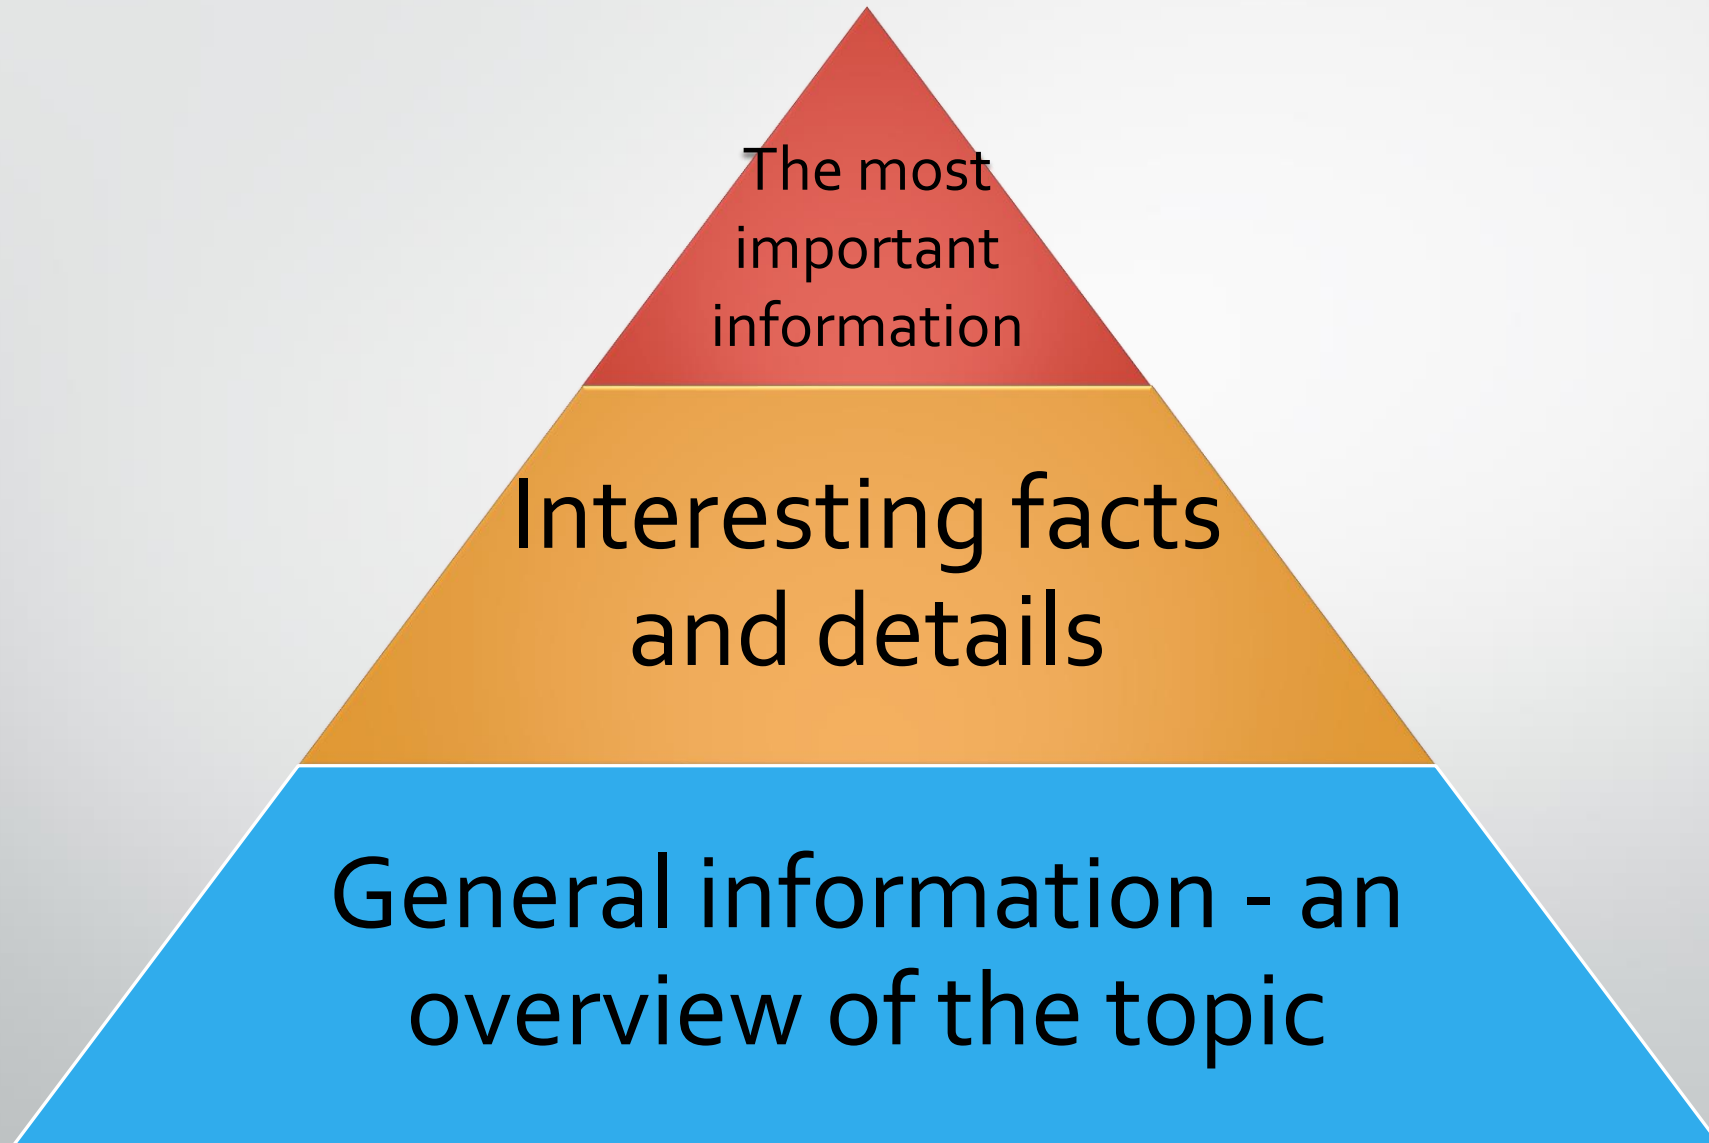 The most
important
information
Interesting facts
and details
General information - an
overview of the topic